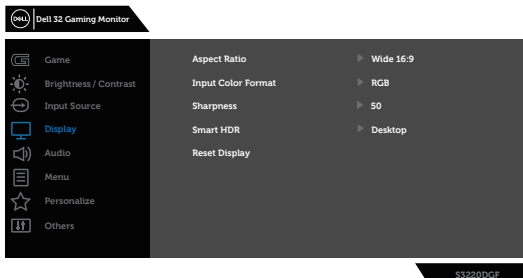 DELL Dell 32 Gaming Monitor
Game
Brightness / Contrast
Input Source
Display
Audio
Menu
Personalize
Others
Aspect Ratio Wide 16:9
Input Color Format RGB
Sharpness 50
Smart HDR Desktop
Reset Display
S3220DGF